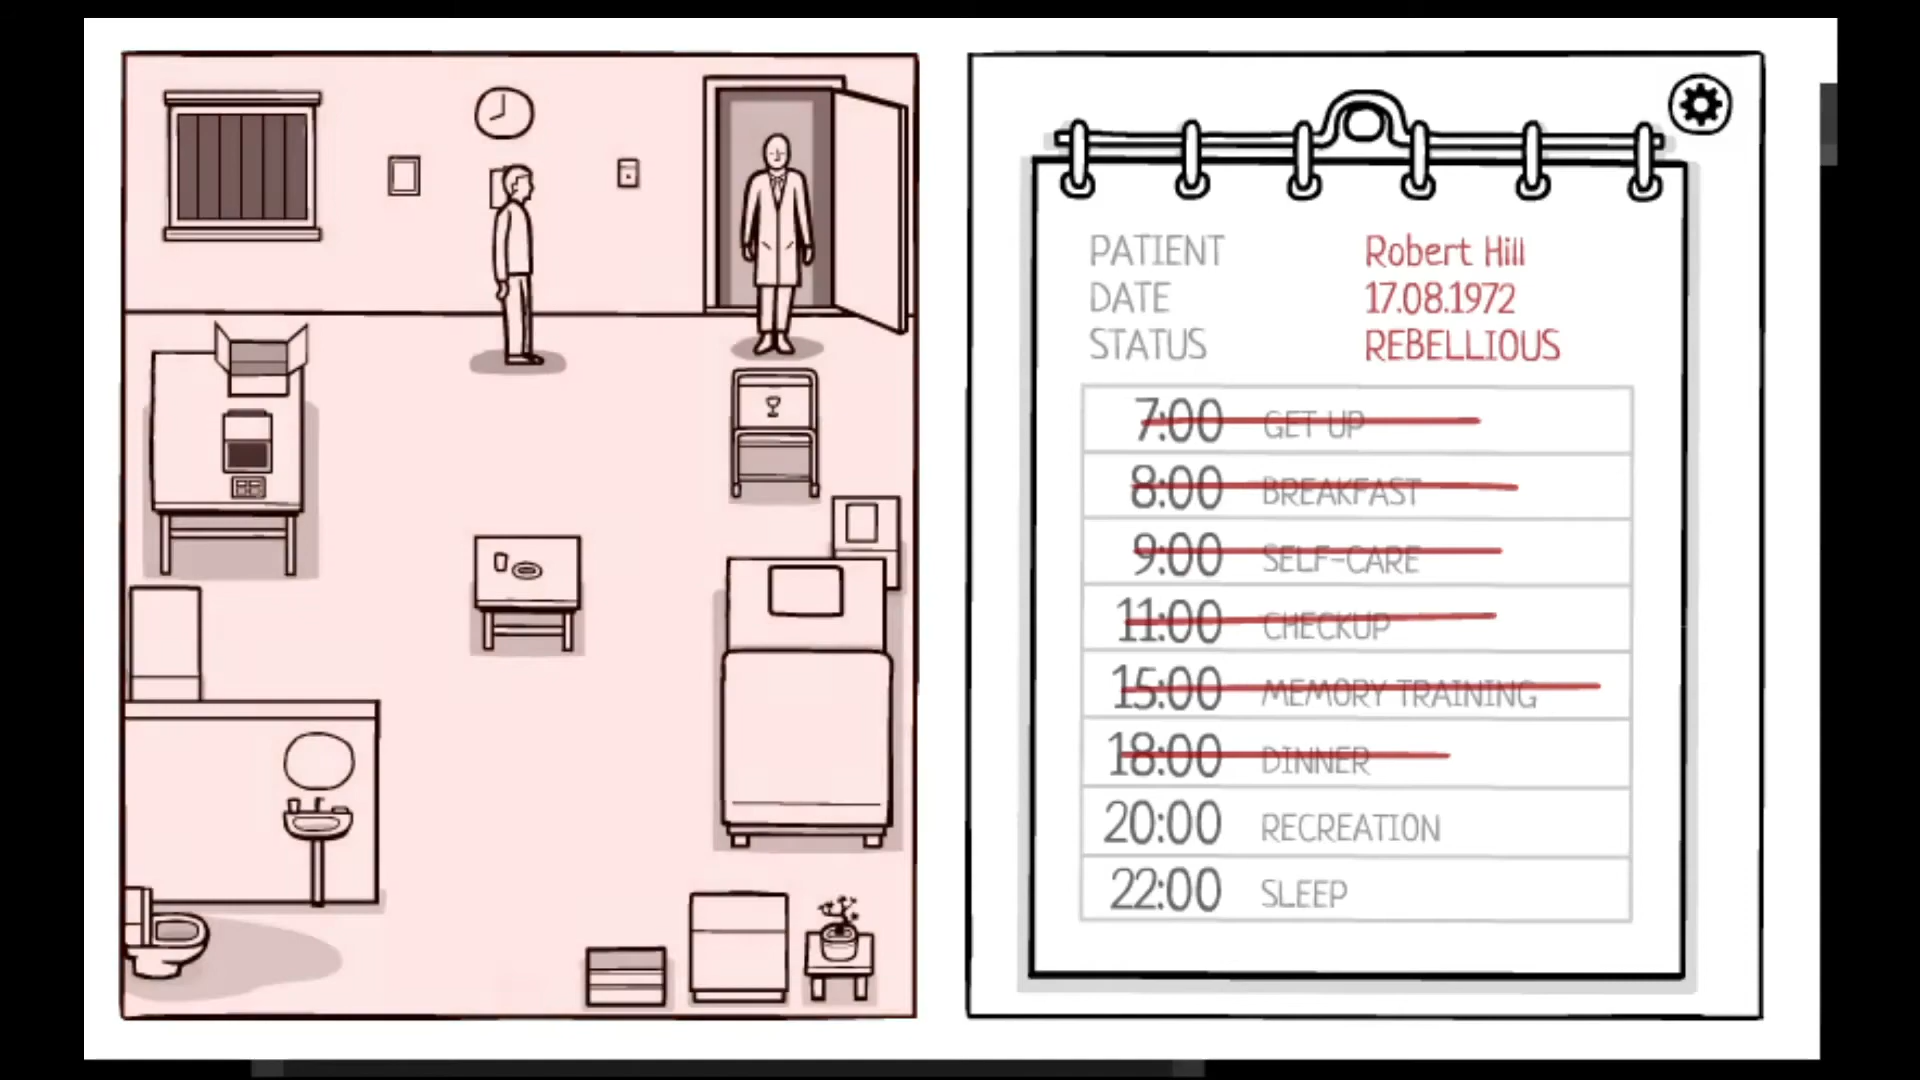 PATIENT Robert Hill
DATE 17.08.1972
STATUS REBELLIOUS
7:00 GET UP
8:00 BREAKFAST
9:00 SELF-CARE
11:00 CHECKUP
15:00 MEMORY TRAINING
18:00 DINNER
20:00 RECREATION
22:00 SLEEP